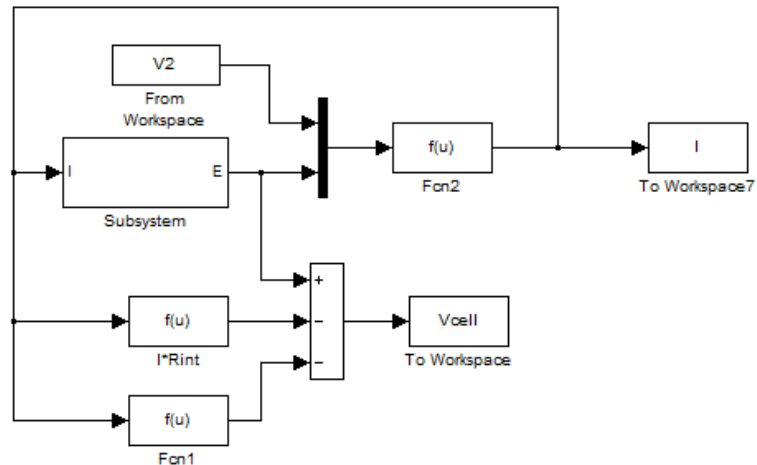 V2
From
Workspace
I
E
Subsystem
f(u)
Fcn2
I
To Workspace7
f(u)
I*Rint
+
−
−
Vcell
To Workspace
f(u)
Fcn1